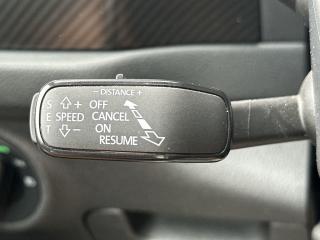 − DISTANCE +
S + OFF
E SPEED CANCEL
T − ON
RESUME